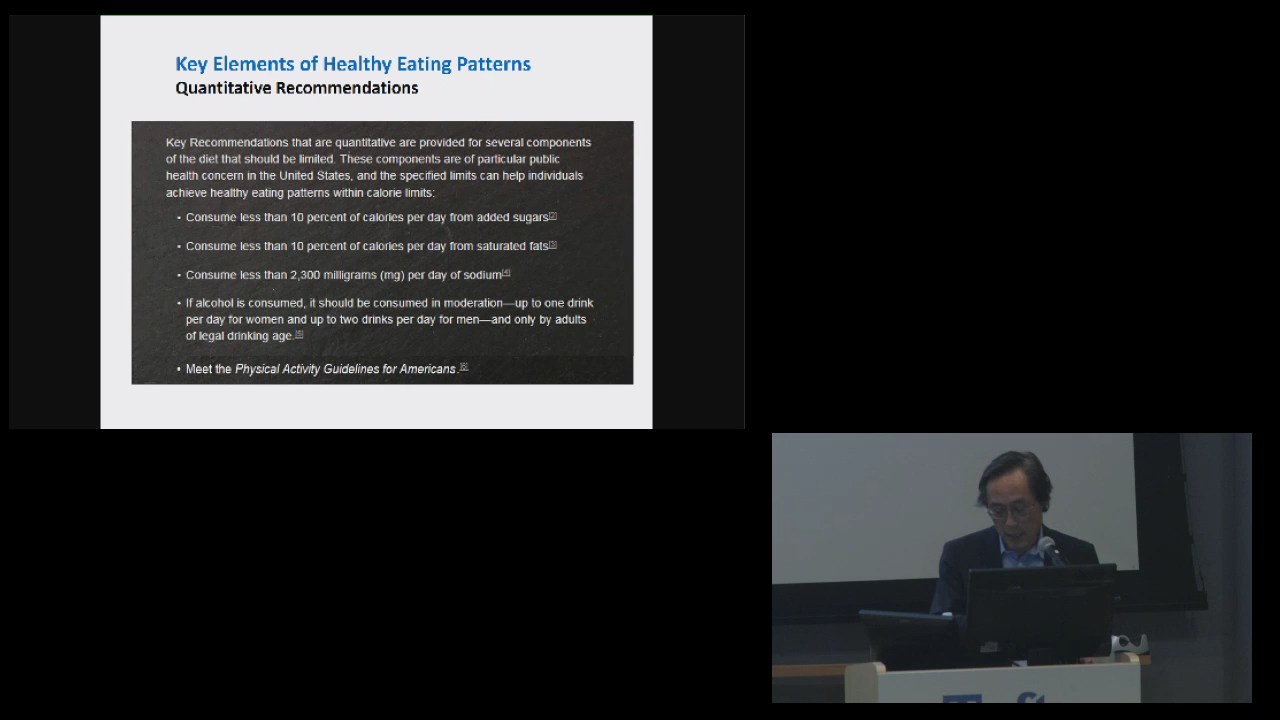 Key Elements of Healthy Eating Patterns
Quantitative Recommendations
Key Recommendations that are quantitative are provided for several components
of the diet that should be limited. These components are of particular public
health concern in the United States, and the specified limits can help individuals
achieve healthy eating patterns within calorie limits:
• Consume less than 10 percent of calories per day from added sugars[2]
• Consume less than 10 percent of calories per day from saturated fats[3]
• Consume less than 2,300 milligrams (mg) per day of sodium[4]
• If alcohol is consumed, it should be consumed in moderation—up to one drink
per day for women and up to two drinks per day for men—and only by adults
of legal drinking age.[5]
• Meet the Physical Activity Guidelines for Americans.[6]